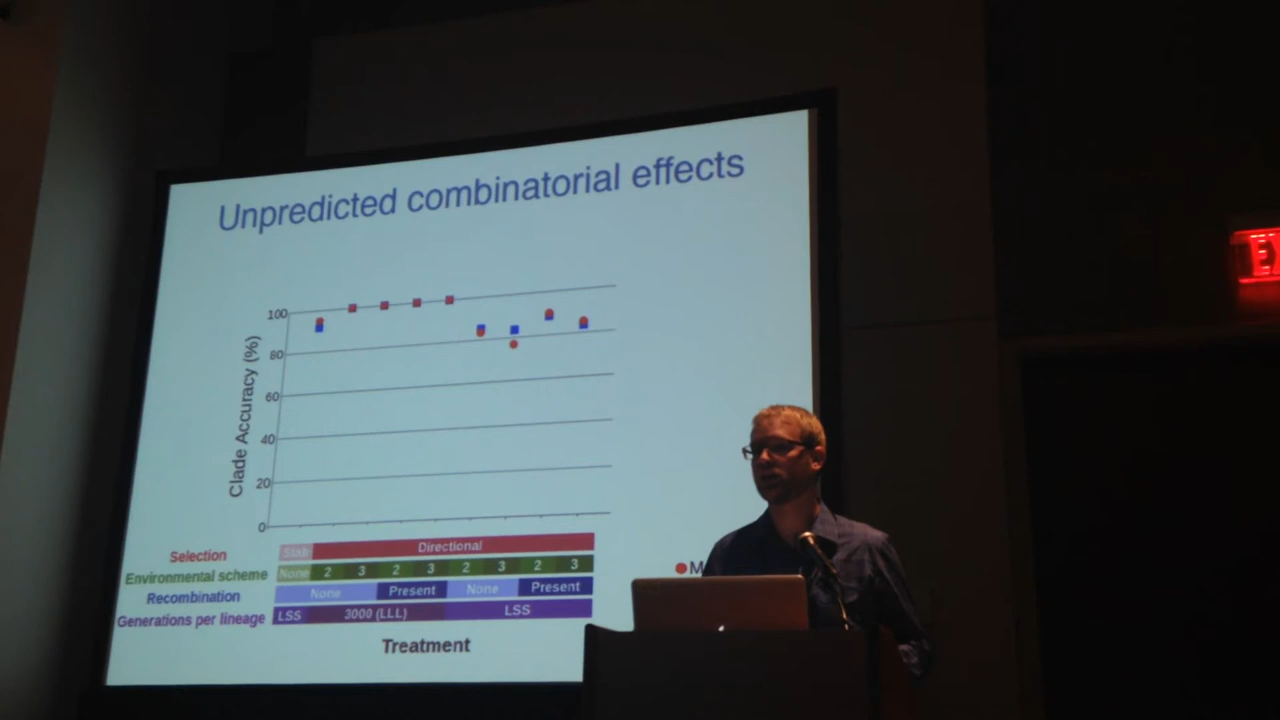 Unpredicted combinatorial effects
Clade Accuracy (%)
100
80
60
40
20
0
Selection Stab Directional
Environmental scheme None 2 3 2 3 2 3 2 3
Recombination None Present None Present
Generations per lineage LSS 3000 (LLL) LSS
Treatment
M
E